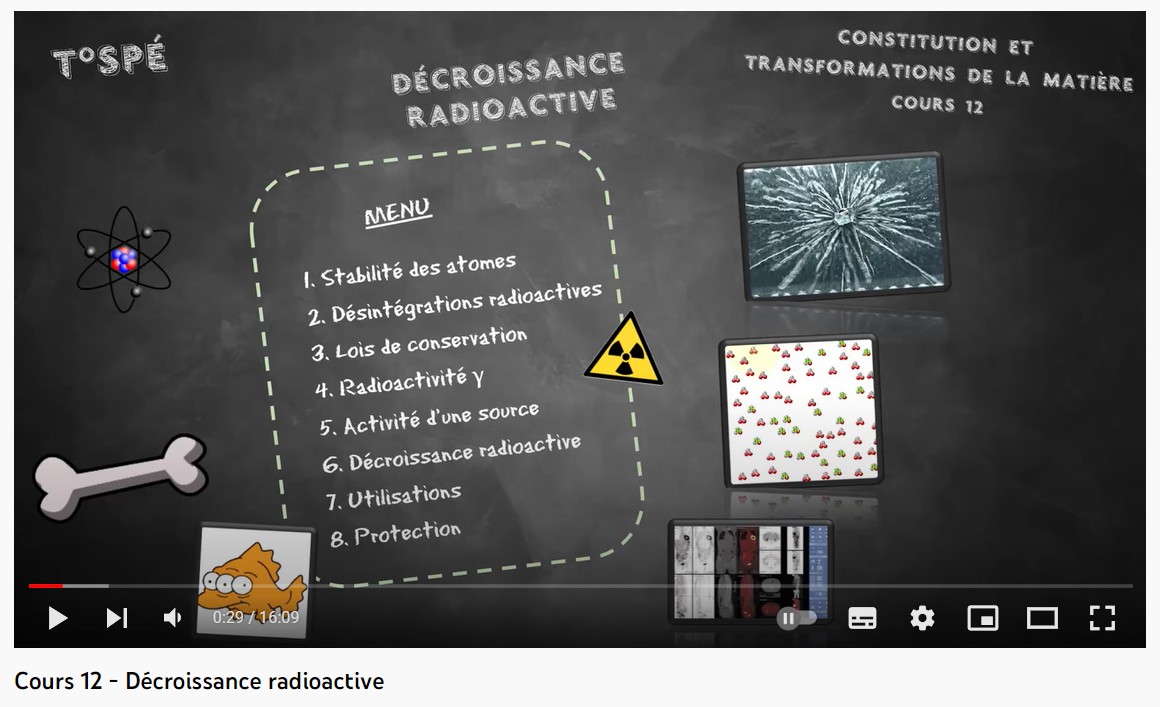 T°SPÉ
DÉCROISSANCE
RADIOACTIVE
CONSTITUTION ET
TRANSFORMATIONS DE LA MATIÈRE
COURS 12
MENU
1. Stabilité des atomes
2. Désintégrations radioactives
3. Lois de conservation
4. Radioactivité γ
5. Activité d'une source
6. Décroissance radioactive
7. Utilisations
8. Protection
0:29 / 16:09
Cours 12 - Décroissance radioactive